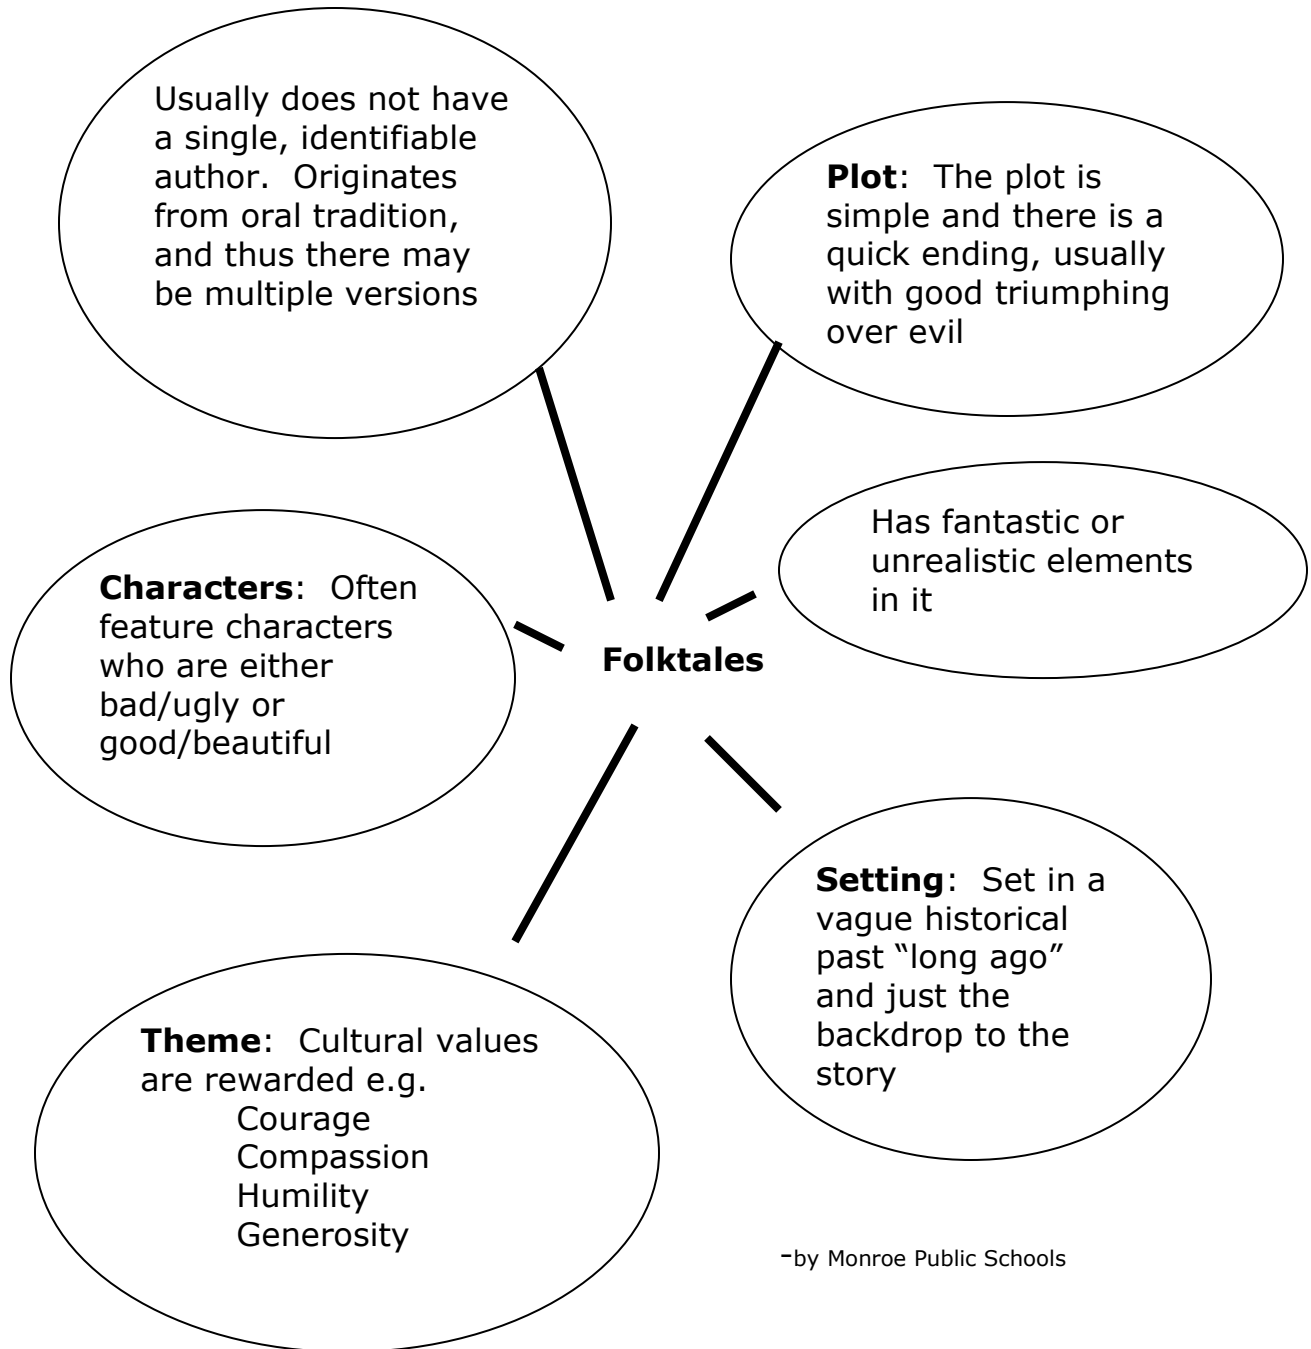 Usually does not have
a single, identifiable
author.  Originates
from oral tradition,
and thus there may
be multiple versions
Plot:  The plot is
simple and there is a
quick ending, usually
with good triumphing
over evil
Has fantastic or
unrealistic elements
in it
Characters:  Often
feature characters
who are either
bad/ugly or
good/beautiful
Folktales
Setting:  Set in a
vague historical
past “long ago”
and just the
backdrop to the
story
Theme:  Cultural values
are rewarded e.g.
Courage
Compassion
Humility
Generosity
-by Monroe Public Schools